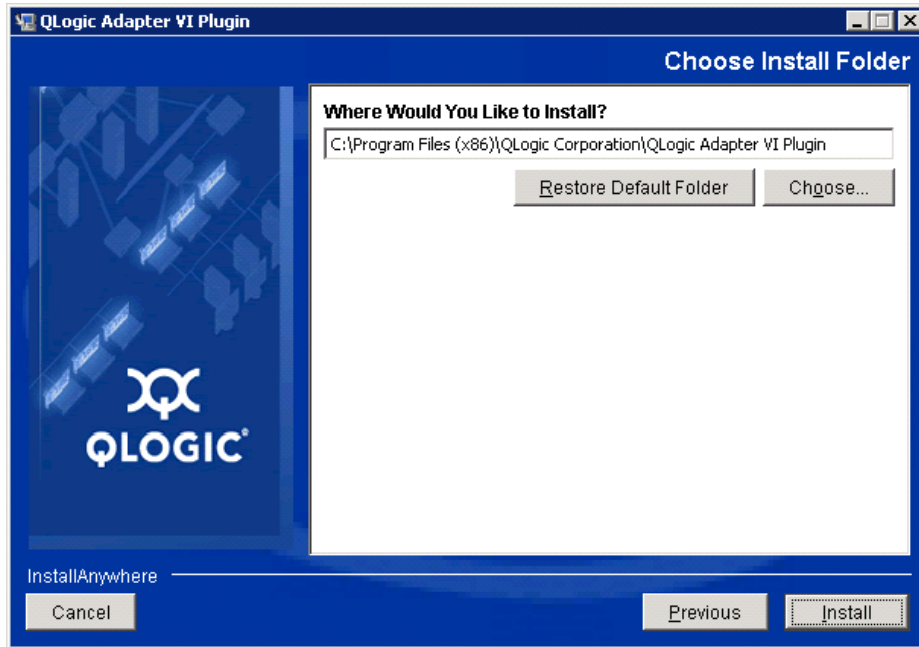 QLogic Adapter VI Plugin
Choose Install Folder
Where Would You Like to Install?
C:\Program Files (x86)\QLogic Corporation\QLogic Adapter VI Plugin
Restore Default Folder
Choose...
QLOGIC®
InstallAnywhere
Cancel
Previous
Install